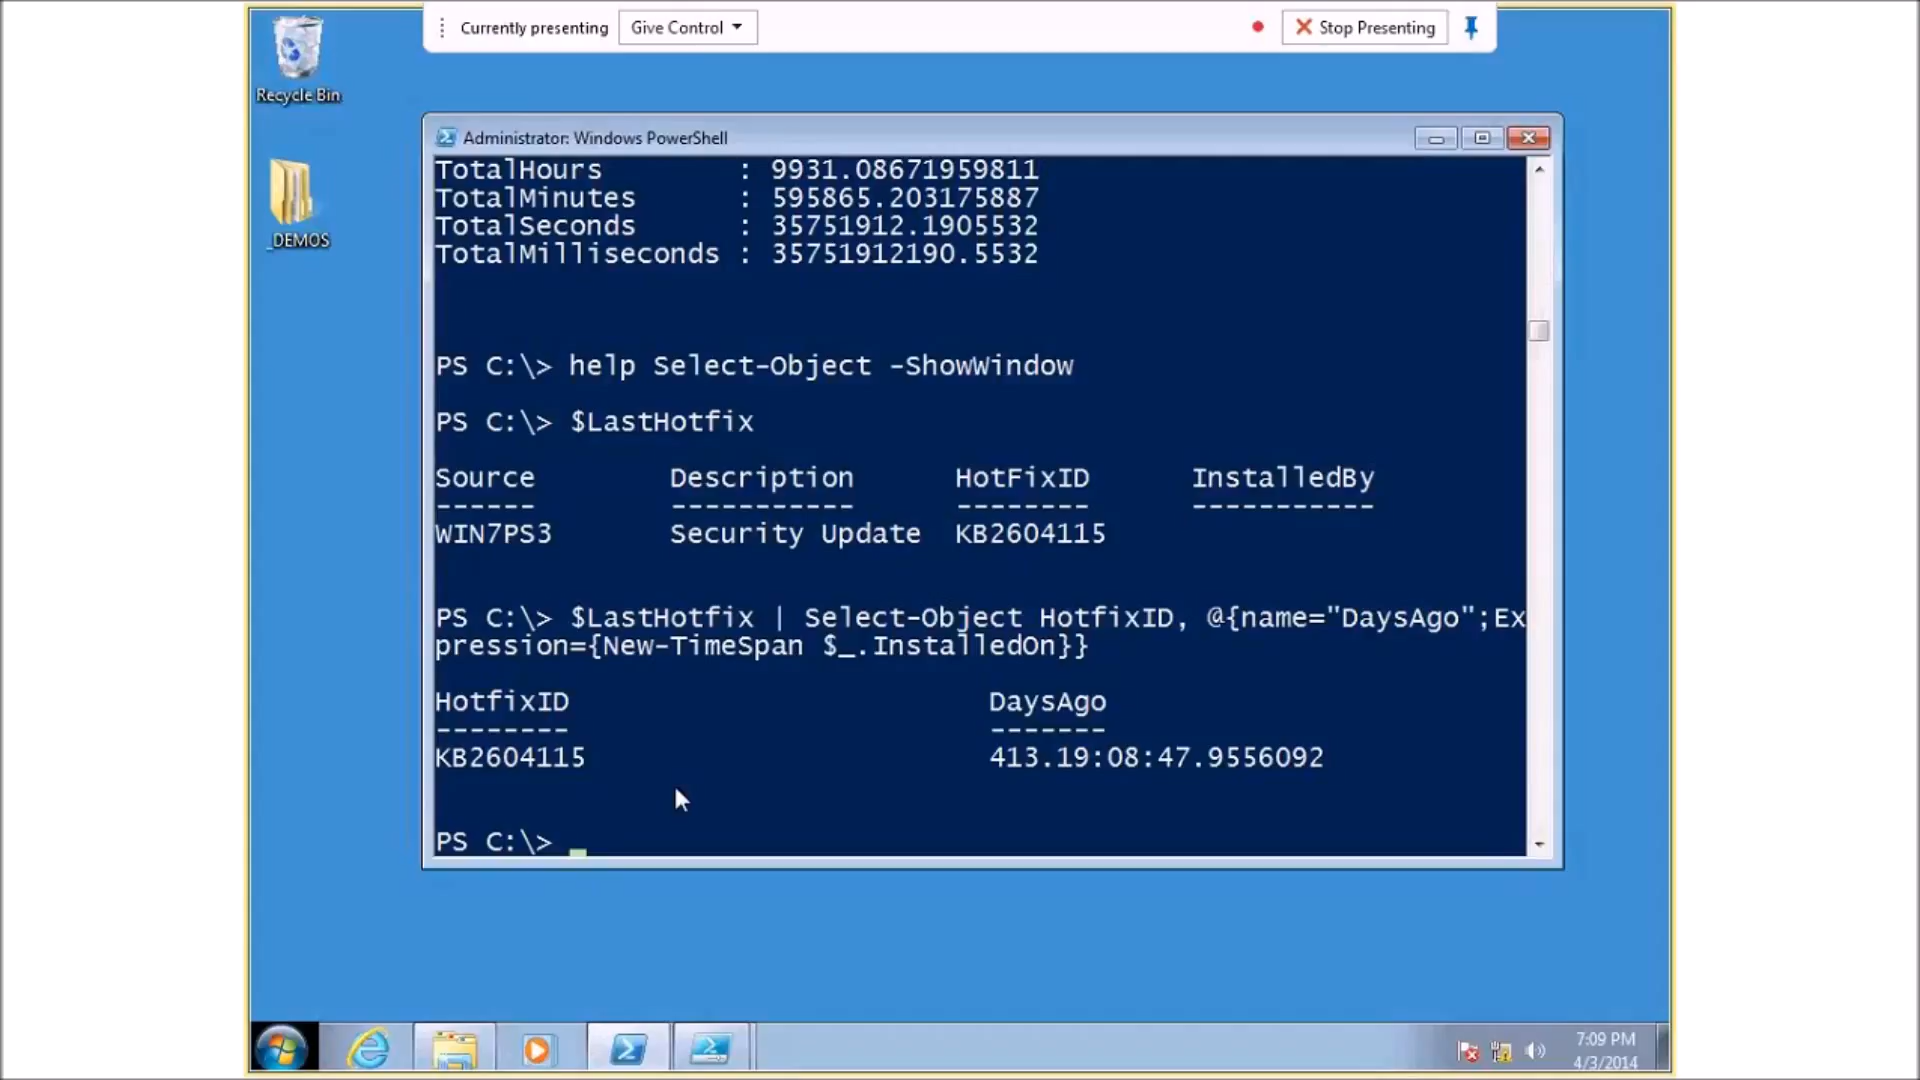 Currently presenting
Give Control
Stop Presenting
Recycle Bin
_DEMOS
Administrator: Windows PowerShell
TotalHours : 9931.08671959811
TotalMinutes : 595865.203175887
TotalSeconds : 35751912.1905532
TotalMilliseconds : 35751912190.5532
PS C:\> help Select-Object -ShowWindow
PS C:\> $LastHotfix
Source Description HotFixID InstalledBy
------ ----------- -------- -----------
WIN7PS3 Security Update KB2604115
PS C:\> $LastHotfix | Select-Object HotfixID, @{name="DaysAgo";Ex
pression={New-TimeSpan $_.InstalledOn}}
HotfixID DaysAgo
-------- -------
KB2604115 413.19:08:47.9556092
PS C:\> _
7:09 PM
4/3/2014